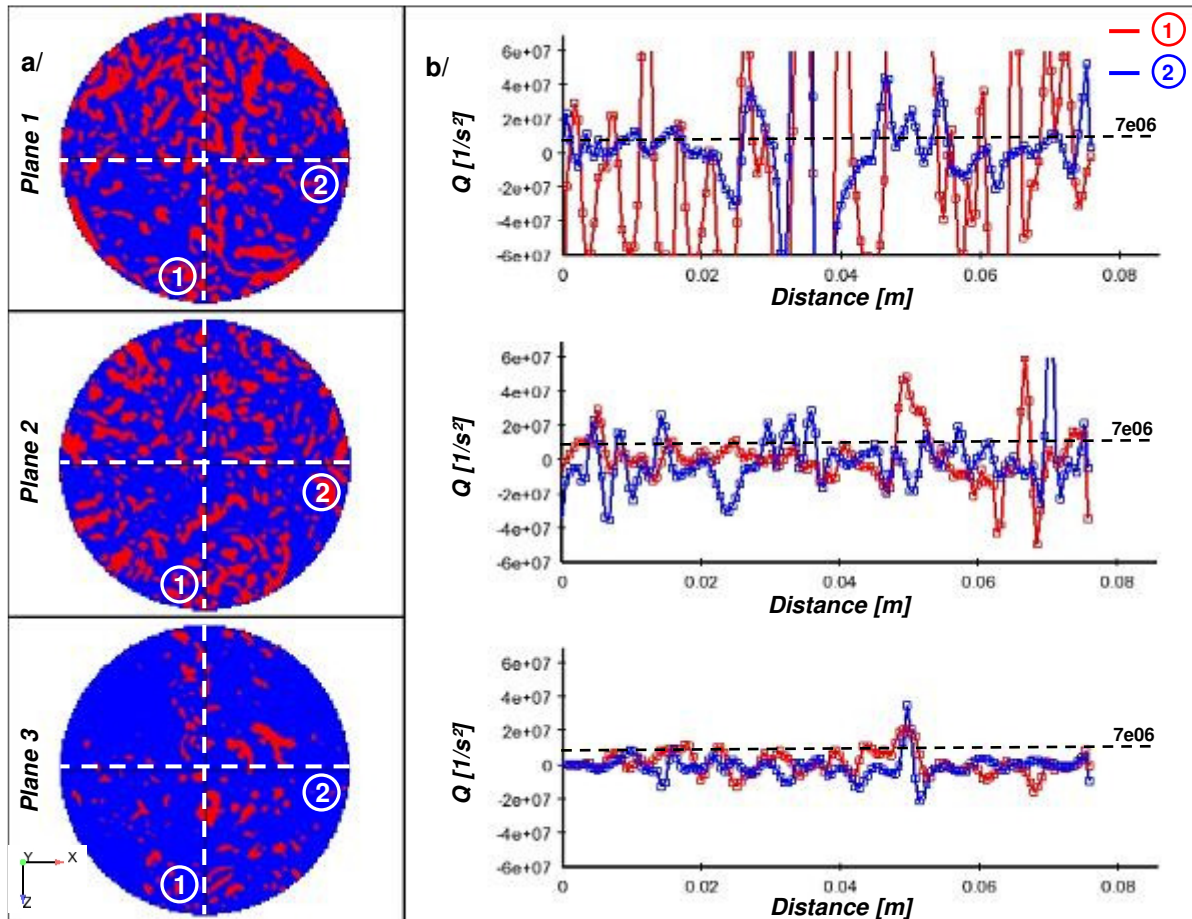 a/
Plane 1
1
2
b/
1
2
Q [1/s²]
6e+07
4e+07
2e+07
0
-2e+07
-4e+07
-6e+07
7e06
0
0.02
0.04
0.06
0.08
Distance [m]
Plane 2
1
2
Q [1/s²]
6e+07
4e+07
2e+07
0
-2e+07
-4e+07
-6e+07
7e06
0
0.02
0.04
0.06
0.08
Distance [m]
Plane 3
1
2
Y
X
Z
Q [1/s²]
6e+07
4e+07
2e+07
0
-2e+07
-4e+07
-6e+07
7e06
0
0.02
0.04
0.06
0.08
Distance [m]